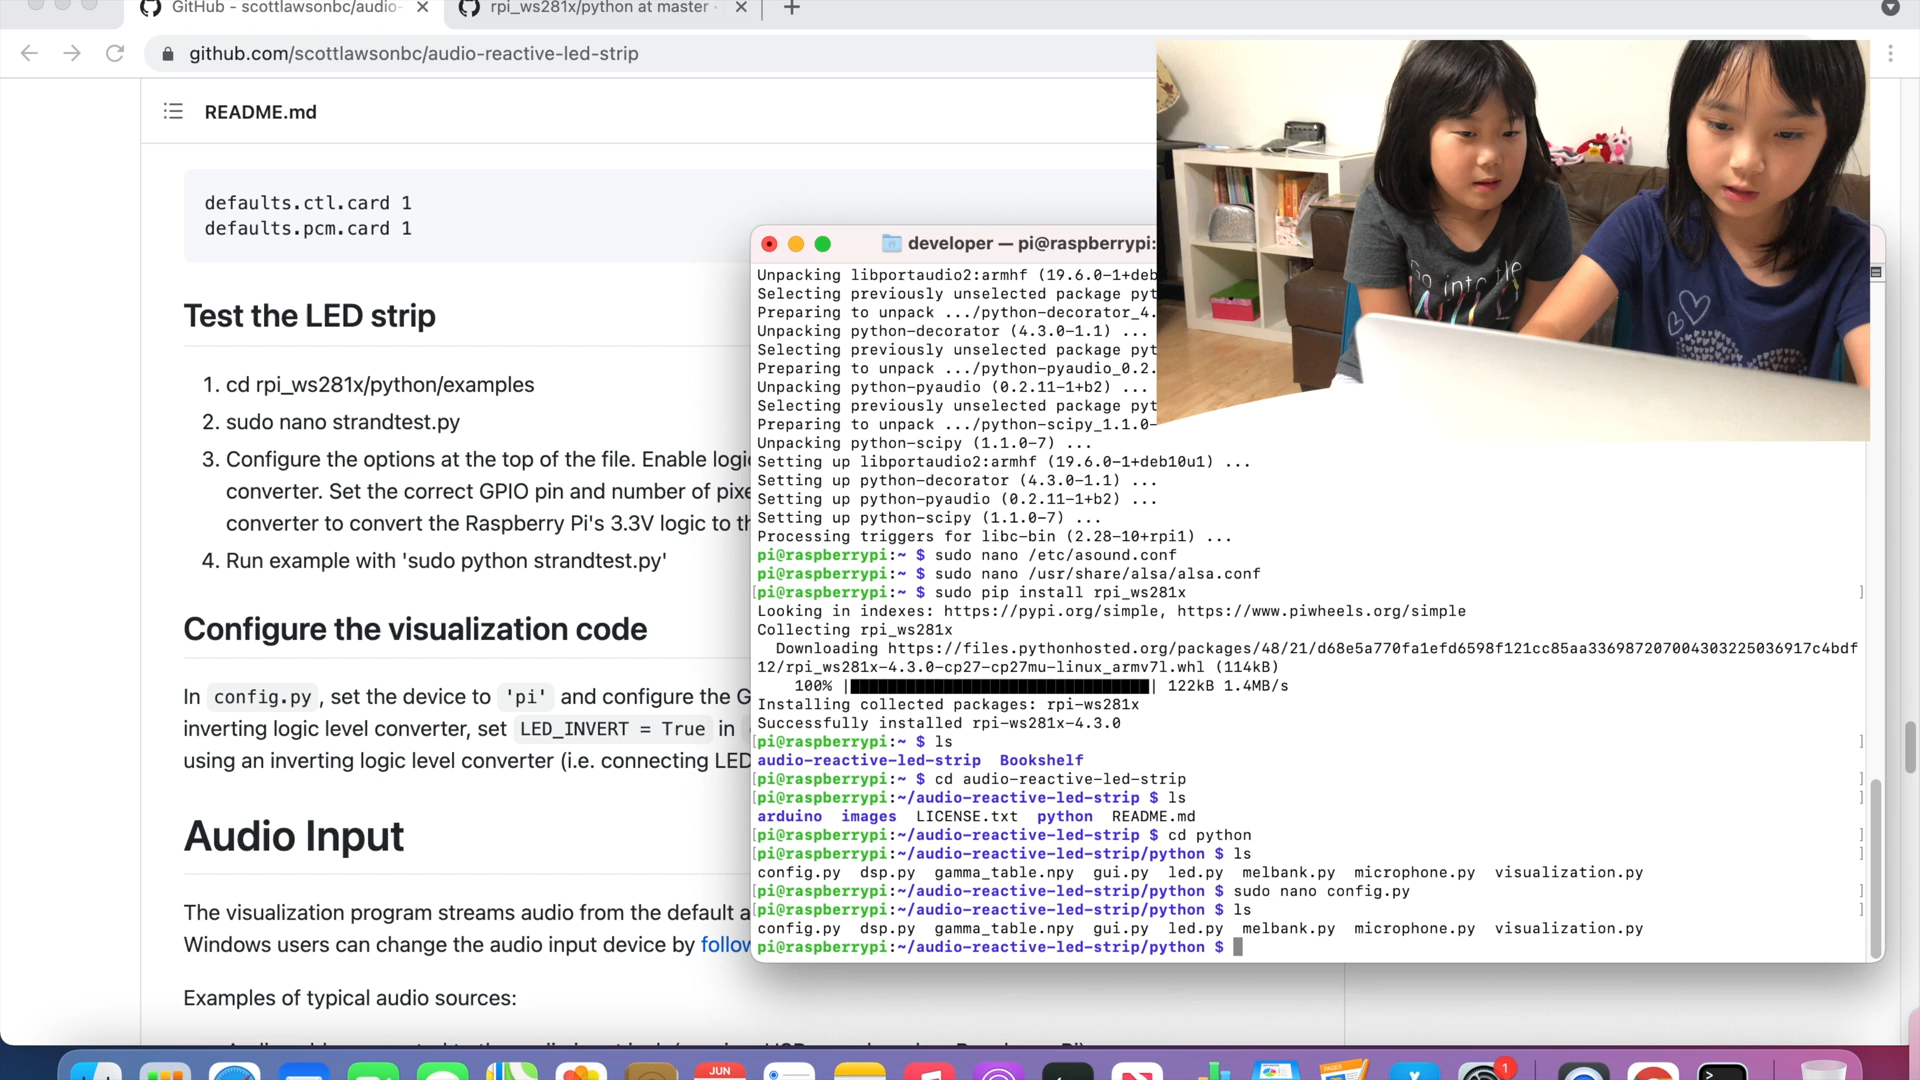 GitHub - scottlawsonbc/audio-
rpi_ws281x/python at master ·
github.com/scottlawsonbc/audio-reactive-led-strip
README.md
defaults.ctl.card 1
defaults.pcm.card 1
Test the LED strip
1. cd rpi_ws281x/python/examples
2. sudo nano strandtest.py
3. Configure the options at the top of the file. Enable logic
converter. Set the correct GPIO pin and number of pixe
converter to convert the Raspberry Pi's 3.3V logic to th
4. Run example with 'sudo python strandtest.py'
Configure the visualization code
In config.py, set the device to 'pi' and configure the G
inverting logic level converter, set LED_INVERT = True in
using an inverting logic level converter (i.e. connecting LED
Audio Input
The visualization program streams audio from the default a
Windows users can change the audio input device by follow
Examples of typical audio sources:
developer — pi@raspberrypi:
Unpacking libportaudio2:armhf (19.6.0-1+deb
Selecting previously unselected package pyt
Preparing to unpack .../python-decorator_4.
Unpacking python-decorator (4.3.0-1.1) ...
Selecting previously unselected package pyt
Preparing to unpack .../python-pyaudio_0.2.
Unpacking python-pyaudio (0.2.11-1+b2) ...
Selecting previously unselected package pyt
Preparing to unpack .../python-scipy_1.1.0-
Unpacking python-scipy (1.1.0-7) ...
Setting up libportaudio2:armhf (19.6.0-1+deb10u1) ...
Setting up python-decorator (4.3.0-1.1) ...
Setting up python-pyaudio (0.2.11-1+b2) ...
Setting up python-scipy (1.1.0-7) ...
Processing triggers for libc-bin (2.28-10+rpi1) ...
pi@raspberrypi:~ $ sudo nano /etc/asound.conf
pi@raspberrypi:~ $ sudo nano /usr/share/alsa/alsa.conf
[pi@raspberrypi:~ $ sudo pip install rpi_ws281x ]
Looking in indexes: https://pypi.org/simple, https://www.piwheels.org/simple
Collecting rpi_ws281x
Downloading https://files.pythonhosted.org/packages/48/21/d68e5a770fa1efd6598f121cc85aa336987207004303225036917c4bdf
12/rpi_ws281x-4.3.0-cp27-cp27mu-linux_armv7l.whl (114kB)
100% |████████████████████████████████| 122kB 1.4MB/s
Installing collected packages: rpi-ws281x
Successfully installed rpi-ws281x-4.3.0
[pi@raspberrypi:~ $ ls ]
audio-reactive-led-strip Bookshelf
[pi@raspberrypi:~ $ cd audio-reactive-led-strip ]
[pi@raspberrypi:~/audio-reactive-led-strip $ ls ]
arduino images LICENSE.txt python README.md
[pi@raspberrypi:~/audio-reactive-led-strip $ cd python ]
[pi@raspberrypi:~/audio-reactive-led-strip/python $ ls ]
config.py dsp.py gamma_table.npy gui.py led.py melbank.py microphone.py visualization.py
[pi@raspberrypi:~/audio-reactive-led-strip/python $ sudo nano config.py ]
[pi@raspberrypi:~/audio-reactive-led-strip/python $ ls ]
config.py dsp.py gamma_table.npy gui.py led.py melbank.py microphone.py visualization.py
pi@raspberrypi:~/audio-reactive-led-strip/python $
Go into the
JUN
PAGES
1